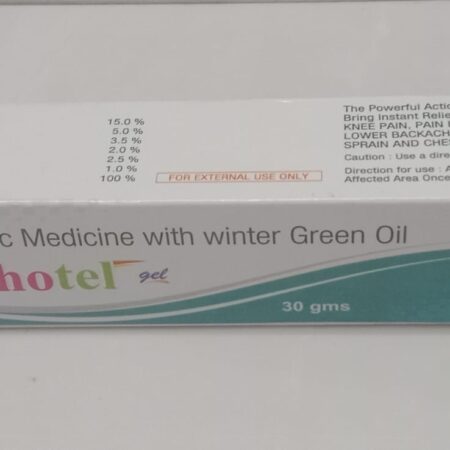 15.0 %
5.0 %
3.5 %
2.0 %
2.5 %
1.0 %
100 %
FOR EXTERNAL USE ONLY
The Powerful Actio
Bring Instant Relie
KNEE PAIN, PAIN
LOWER BACKACH
SPRAIN AND CHE
Caution : Use a dire
Direction for use : A
Affected Area Once
c Medicine with winter Green Oil
hotel gel
30 gms